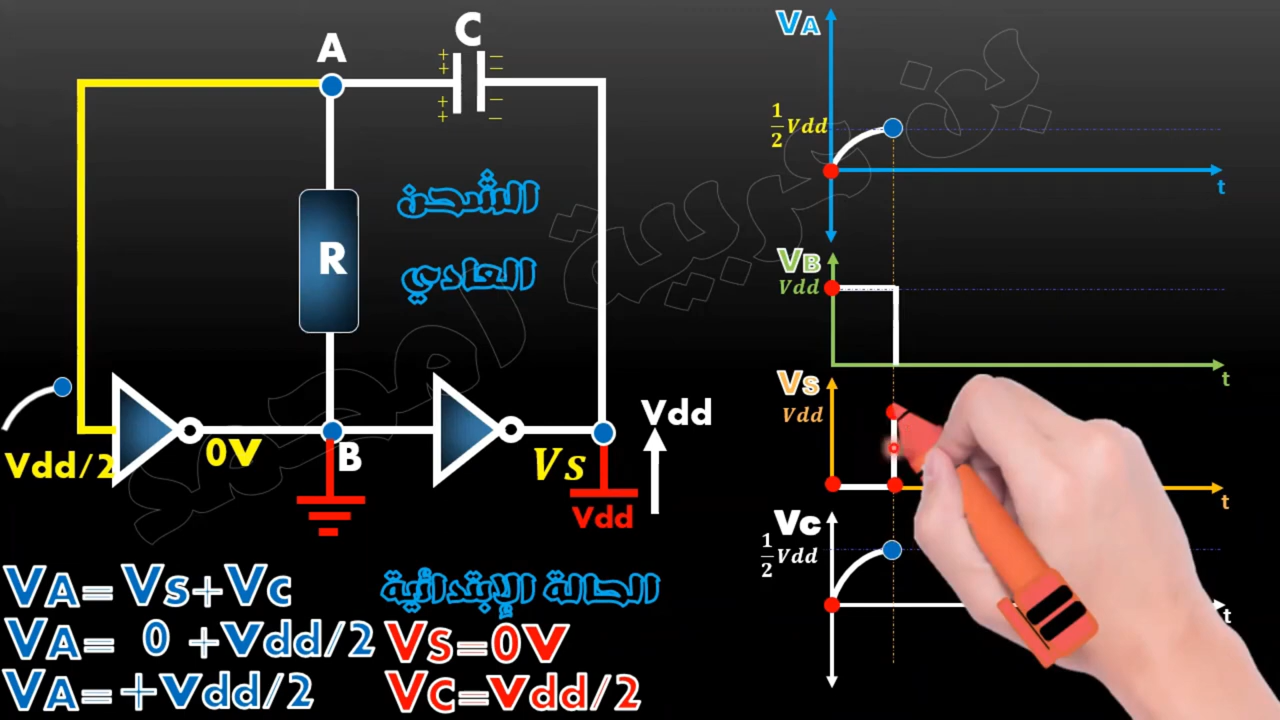 C
A
الشحن
R
العادي
Vdd/2
0V
B
Vs
Vdd
Vdd
VA= Vs+Vc
VA= 0 +Vdd/2
VA=+Vdd/2
الحالة الإبتدائية
Vs=0V
Vc=Vdd/2
VA
1/2 Vdd
t
VB
Vdd
t
Vs
Vdd
t
Vc
1/2 Vdd
t